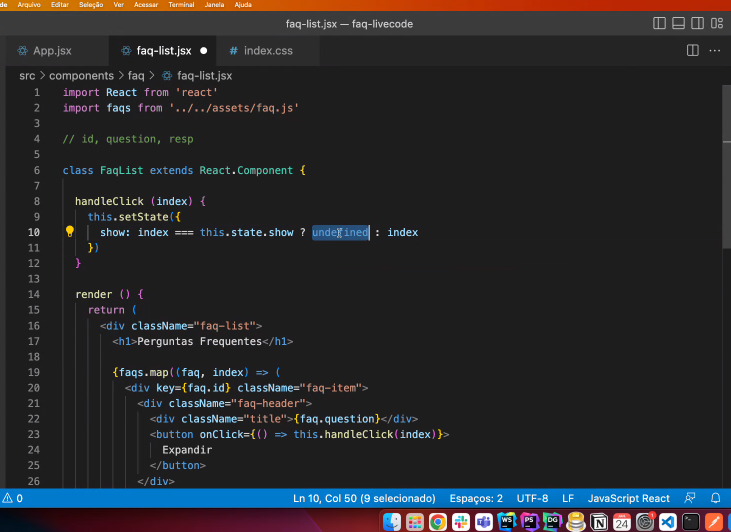 de Arquivo Editar Seleção Ver Acessar Terminal Janela Ajuda
faq-list.jsx — faq-livecode
App.jsx faq-list.jsx # index.css
src > components > faq > faq-list.jsx
1 import React from 'react'
2 import faqs from '../../assets/faq.js'
3
4 // id, question, resp
5
6 class FaqList extends React.Component {
7
8 handleClick (index) {
9 this.setState({
10 show: index === this.state.show ? undefined : index
11 })
12 }
13
14 render () {
15 return (
16 <div className="faq-list">
17 <h1>Perguntas Frequentes</h1>
18
19 {faqs.map((faq, index) => (
20 <div key={faq.id} className="faq-item">
21 <div className="faq-header">
22 <div className="title">{faq.question}</div>
23 <button onClick={() => this.handleClick(index)}>
24 Expandir
25 </button>
26 </div>
0 Ln 10, Col 50 (9 selecionado) Espaços: 2 UTF-8 LF JavaScript React
WS PS DG 24 1